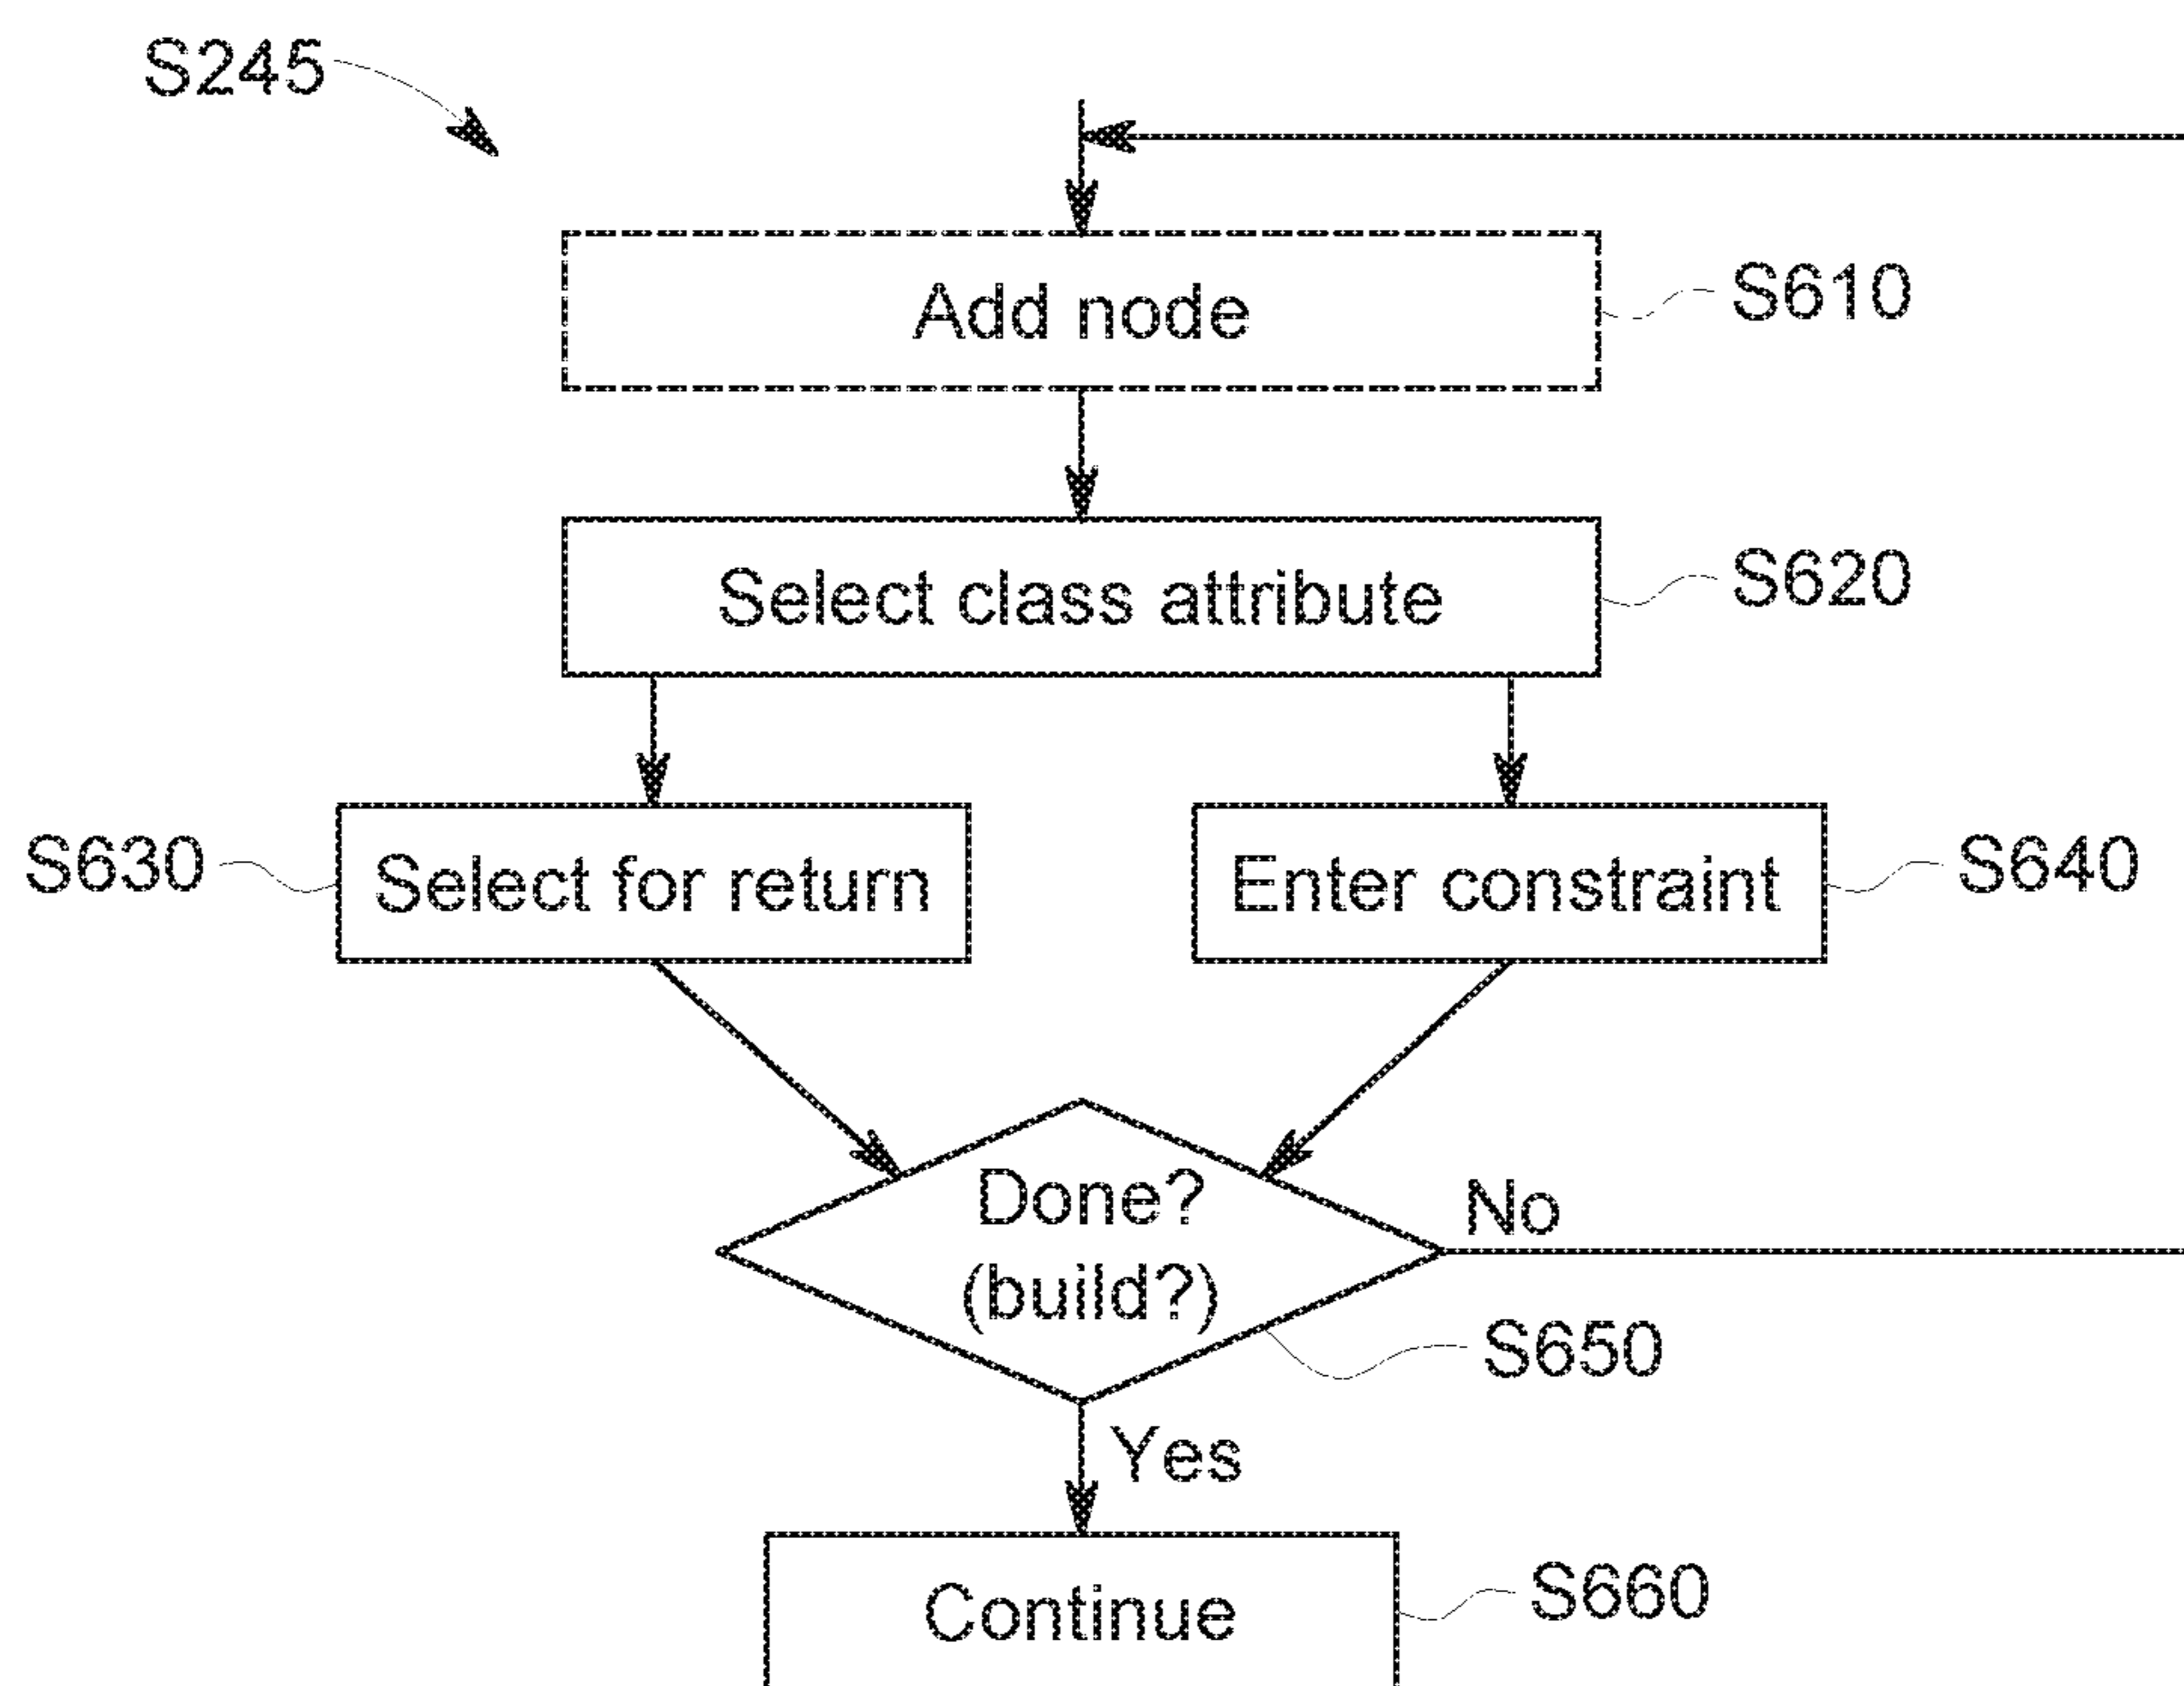 S245
Add node
S610
Select class attribute
S620
S630
Select for return
Enter constraint
S640
Done?
(build?)
No
S650
Yes
Continue
S660